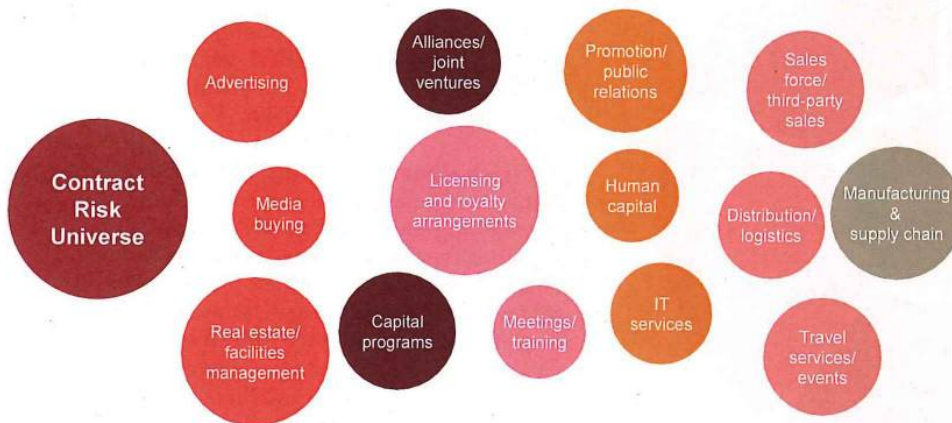 Contract
Risk
Universe
Advertising
Media
buying
Real estate/
facilities
management
Alliances/
joint
ventures
Licensing
and royalty
arrangements
Capital
programs
Meetings/
training
Promotion/
public
relations
Human
capital
IT
services
Sales
force/
third-party
sales
Distribution/
logistics
Manufacturing
&
supply chain
Travel
services/
events